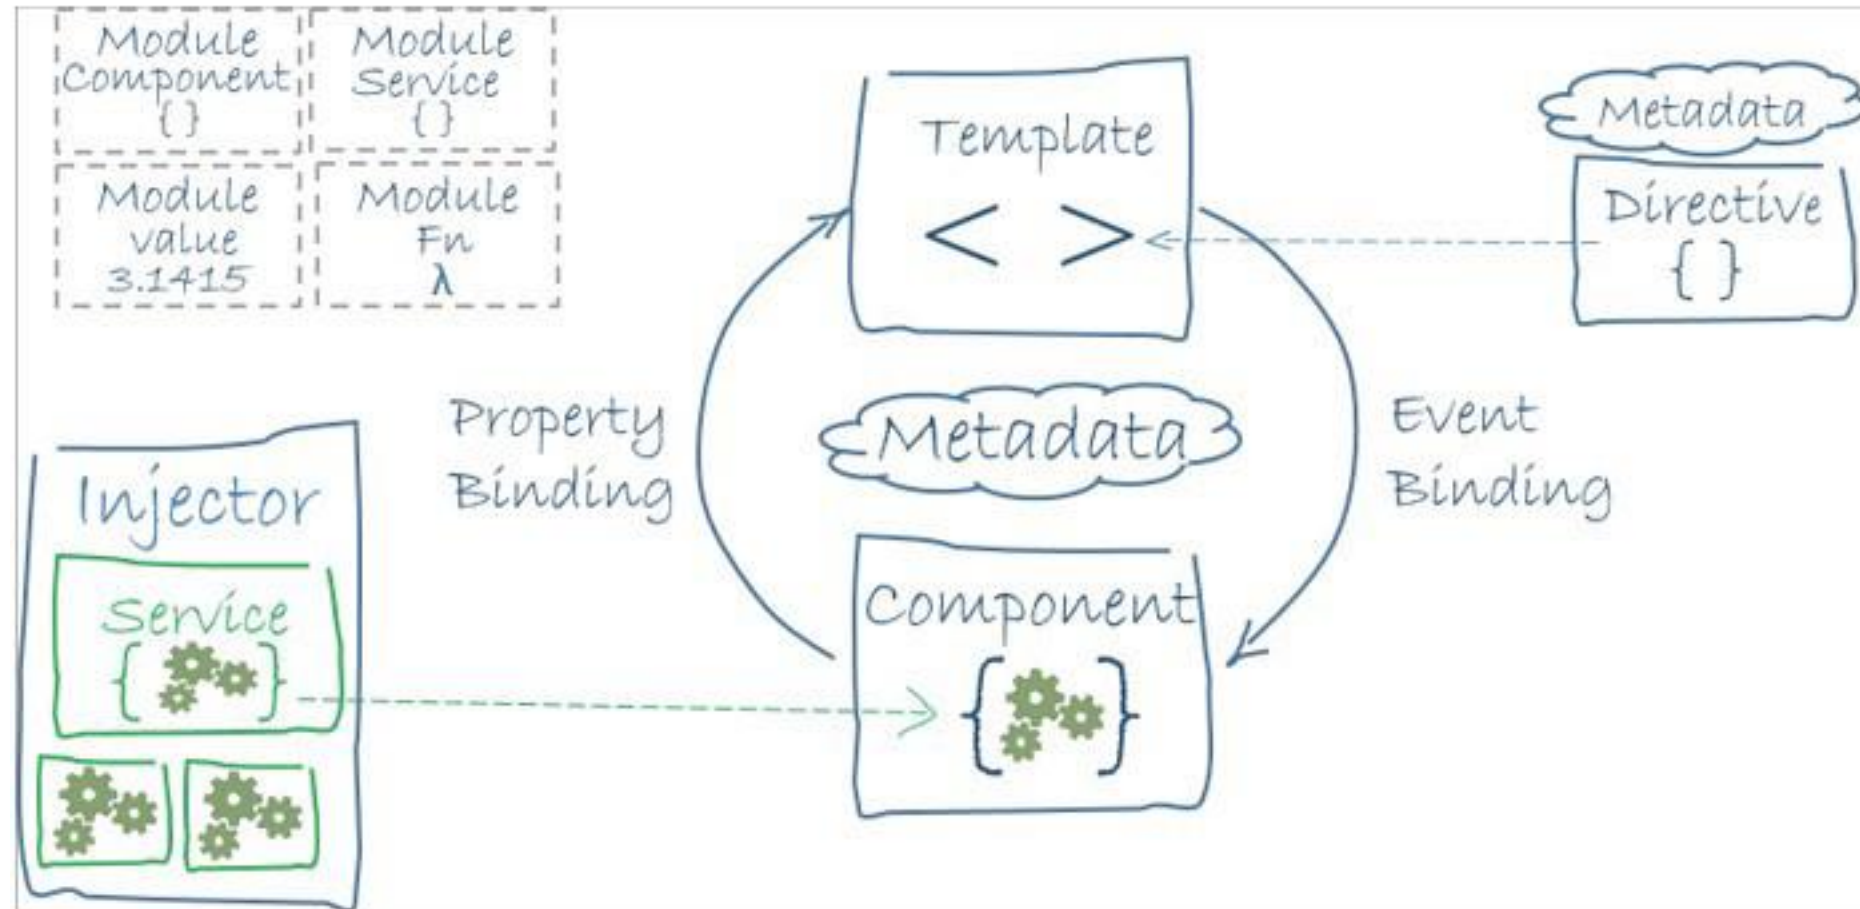 Module
Component
{ }
Module
Service
{ }
Module
value
3.1415
Module
Fn
λ
Template
< >
Metadata
Directive
{ }
Property
Binding
Metadata
Event
Binding
Injector
Service
{ }
Component
{ }